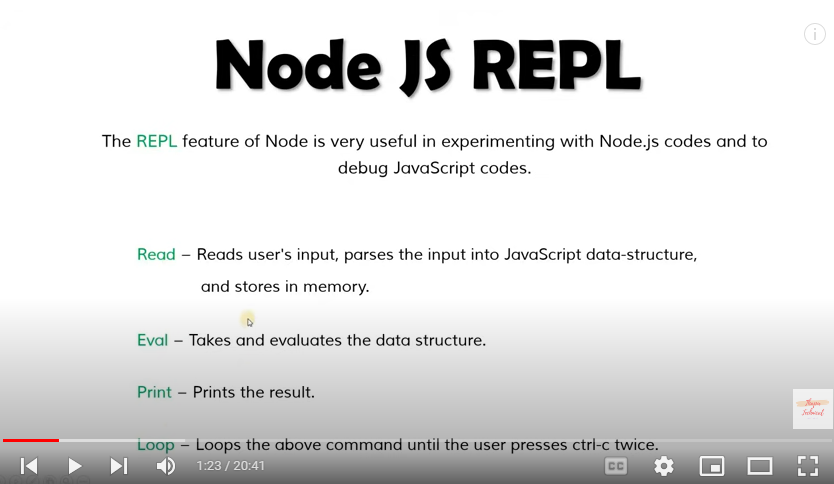 Node JS REPL
The REPL feature of Node is very useful in experimenting with Node.js codes and to
debug JavaScript codes.
Read – Reads user's input, parses the input into JavaScript data-structure,
and stores in memory.
Eval – Takes and evaluates the data structure.
Print – Prints the result.
Loop – Loops the above command until the user presses ctrl-c twice.
1:23 / 20:41
CC